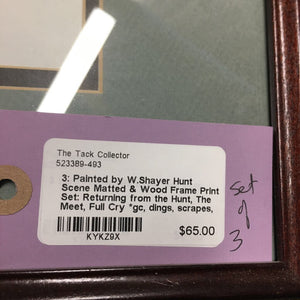 The Tack Collector
523389-493
3: Painted by W.Shayer Hunt
Scene Matted & Wood Frame Print
Set: Returning from the Hunt, The
Meet, Full Cry *gc, dings, scrapes,
$65.00
KYKZ9X
set
of
3